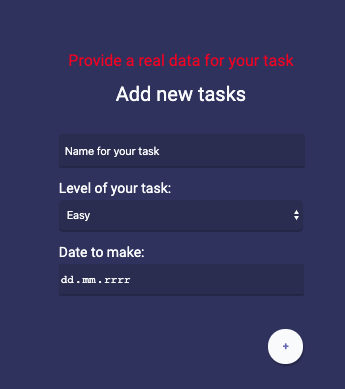 Provide a real data for your task
Add new tasks
Name for your task
Level of your task:
Easy
Date to make:
dd.mm.rrrr
+